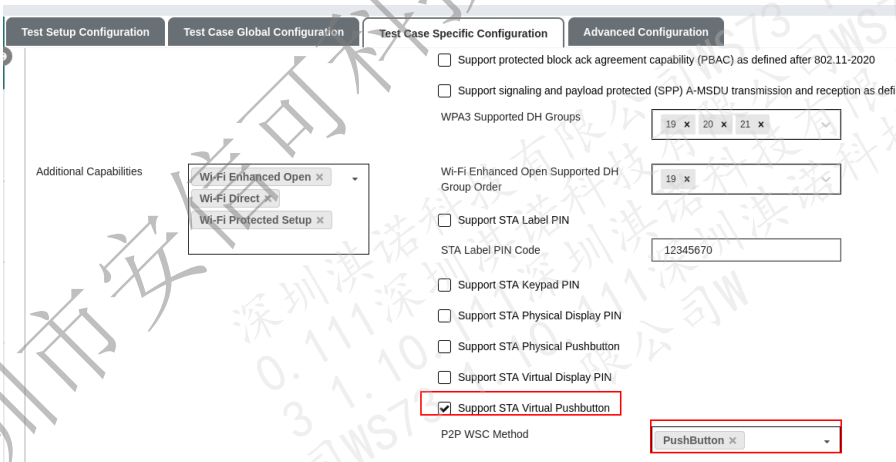 Test Setup Configuration
Test Case Global Configuration
Test Case Specific Configuration
Advanced Configuration
Support protected block ack agreement capability (PBAC) as defined after 802.11-2020
Support signaling and payload protected (SPP) A-MSDU transmission and reception as defi
WPA3 Supported DH Groups
19 × 20 × 21 ×
Additional Capabilities
Wi-Fi Enhanced Open ×
Wi-Fi Direct ×
Wi-Fi Protected Setup ×
Wi-Fi Enhanced Open Supported DH
Group Order
19 ×
Support STA Label PIN
STA Label PIN Code
12345670
Support STA Keypad PIN
Support STA Physical Display PIN
Support STA Physical Pushbutton
Support STA Virtual Display PIN
Support STA Virtual Pushbutton
P2P WSC Method
PushButton ×